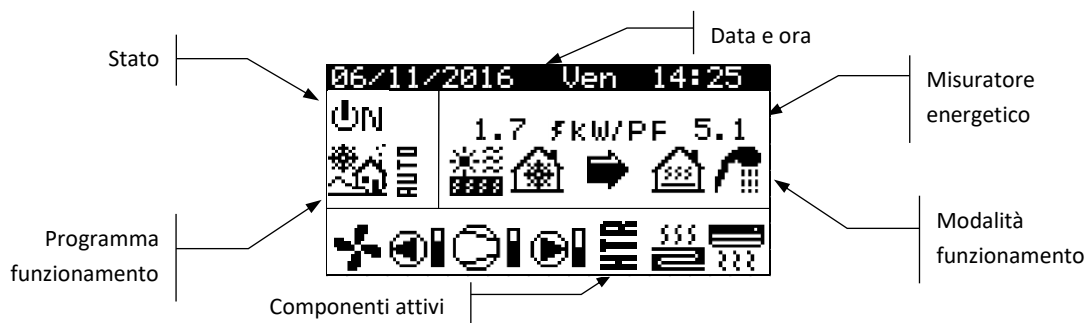 Data e ora
Stato
06/11/2016 Ven 14:25
Misuratore
energetico
ON
1.7 kW/PF 5.1
AUTO
Programma
funzionamento
Modalità
funzionamento
HTR
Componenti attivi